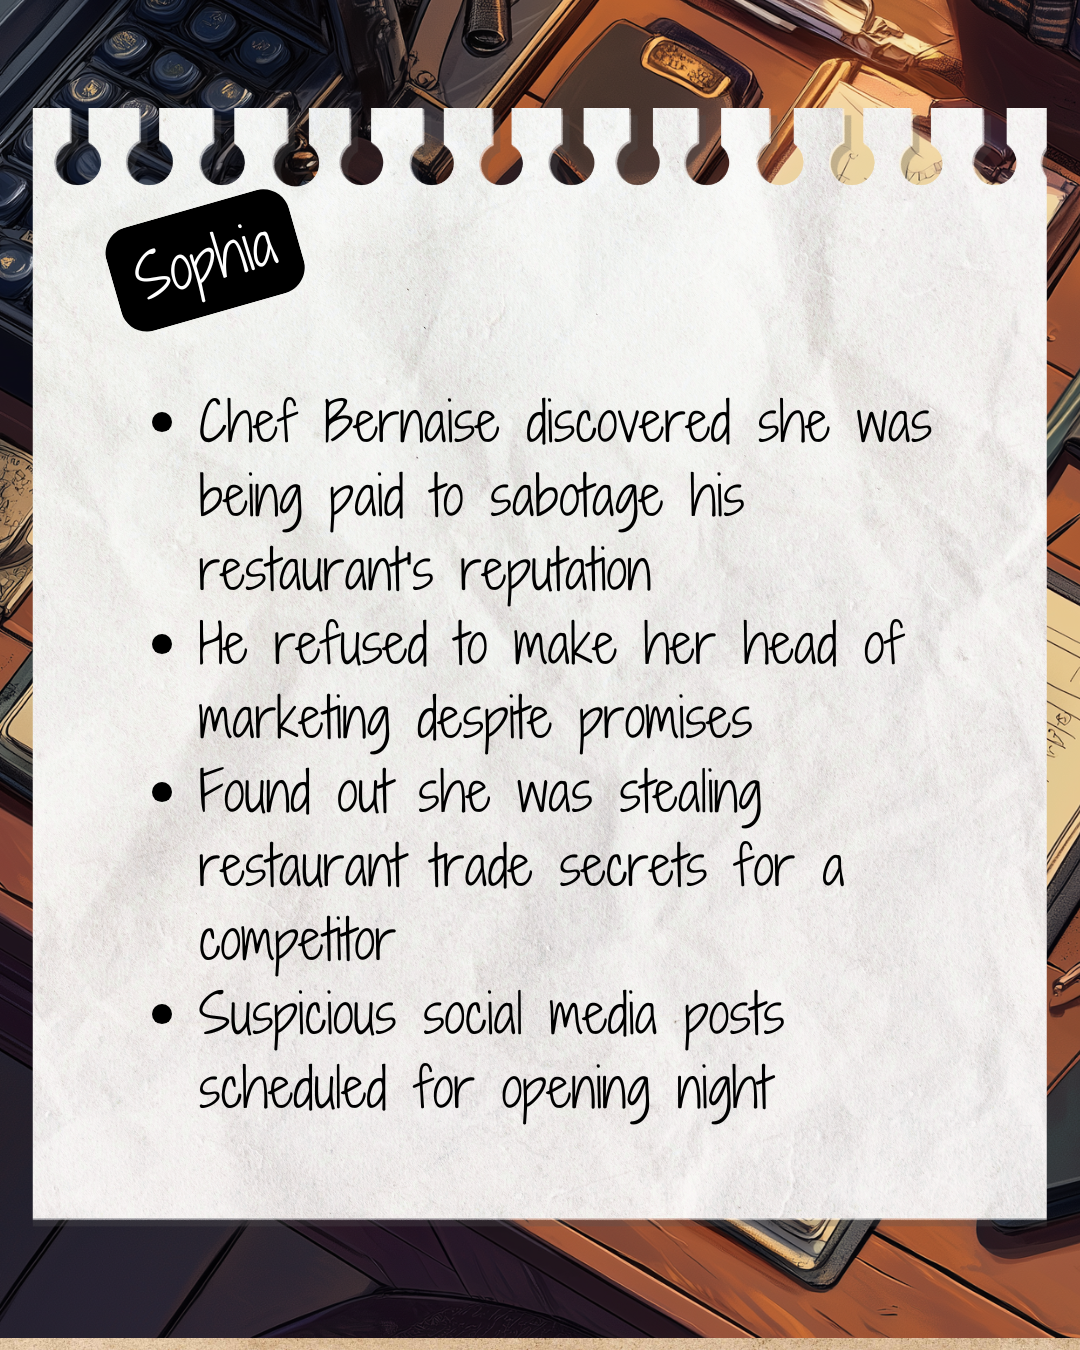 Sophia
• Chef Bernaise discovered she was
being paid to sabotage his
restaurant's reputation
• He refused to make her head of
marketing despite promises
• Found out she was stealing
restaurant trade secrets for a
competitor
• Suspicious social media posts
scheduled for opening night